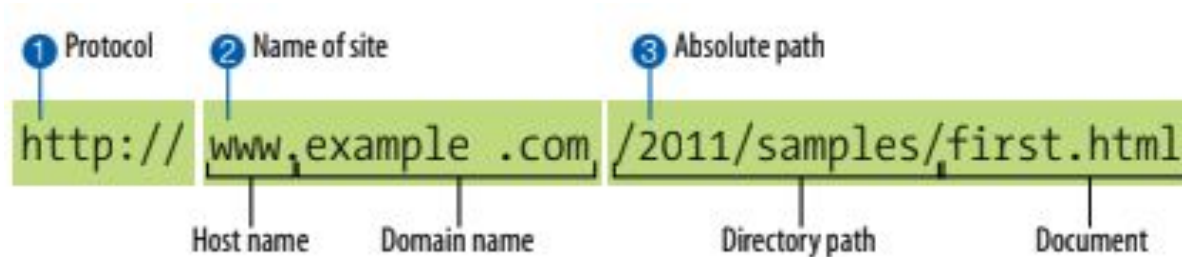 1 Protocol 2 Name of site 3 Absolute path
http:// www.example .com /2011/samples/first.html
Host name Domain name Directory path Document